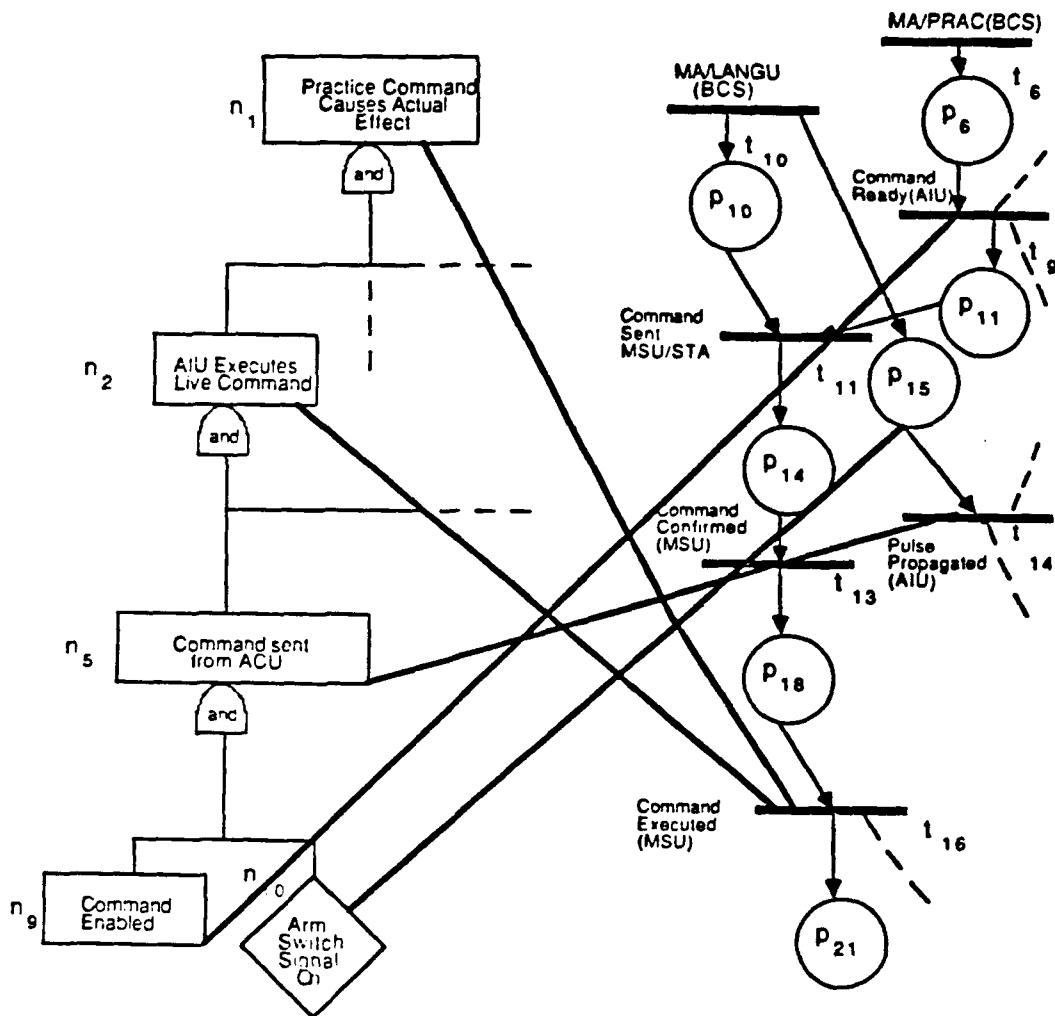 MA/PRAC(BCS)
t 6
P 6
MA/LANGU
(BCS)
t 10
P 10
Command
Ready(AIU)
t 9
P 11
Command
Sent
MSU/STA
t 11
P 15
P 14
Command
Confirmed
(MSU)
t 13
Pulse
Propagated
(AIU)
t 14
P 18
Command
Executed
(MSU)
t 16
P 21
n 1
Practice Command
Causes Actual
Effect
and
n 2
AIU Executes
Live Command
and
n 5
Command sent
from ACU
and
n 9
Command
Enabled
n 0
Arm
Switch
Signal
On